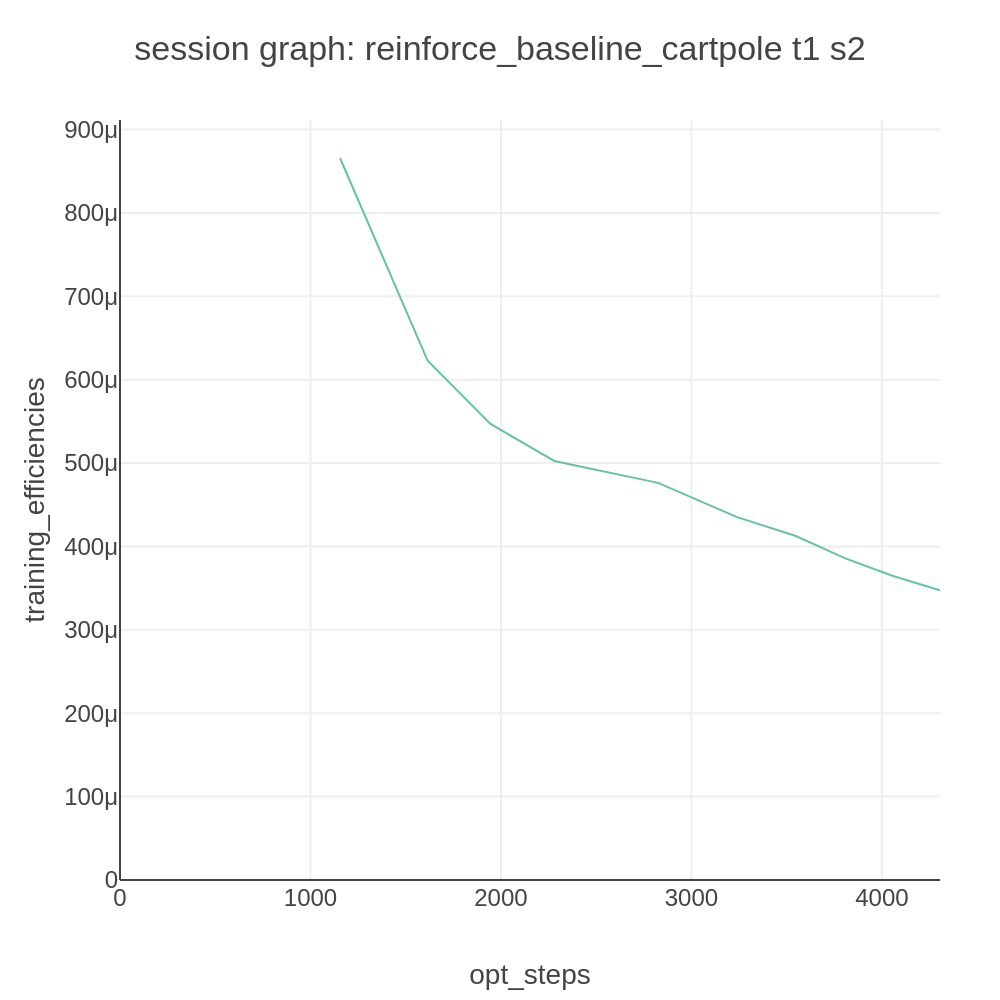 session graph: reinforce_baseline_cartpole t1 s2
900μ
800μ
700μ
600μ
500μ
400μ
300μ
200μ
100μ
0
training_efficiencies
0 1000 2000 3000 4000
opt_steps